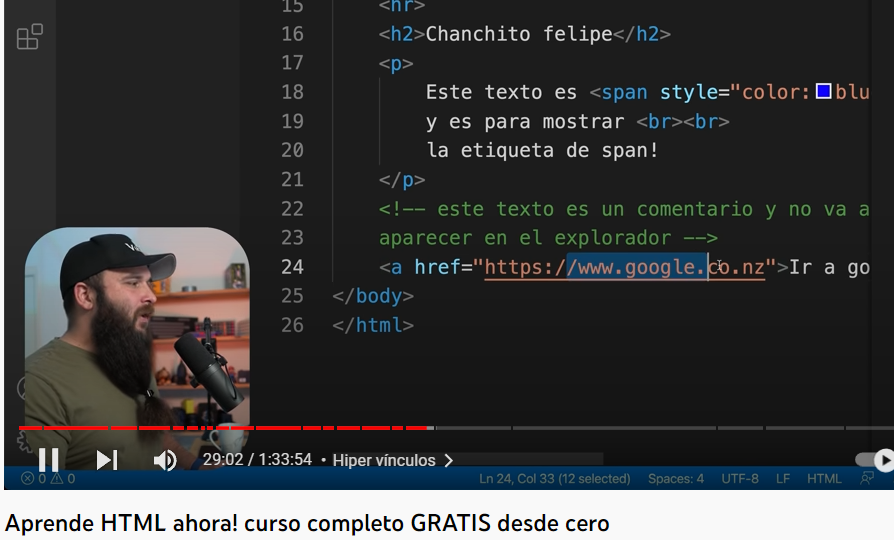 15 <hr>
16 <h2>Chanchito felipe</h2>
17 <p>
18 Este texto es <span style="color: blu
19 y es para mostrar <br><br>
20 la etiqueta de span!
21 </p>
22 <!-- este texto es un comentario y no va a
23 aparecer en el explorador -->
24 <a href="https://www.google.co.nz">Ir a go
25 </body>
26 </html>
29:02 / 1:33:54 • Hiper vínculos
0 0 Ln 24, Col 33 (12 selected) Spaces: 4 UTF-8 LF HTML
Aprende HTML ahora! curso completo GRATIS desde cero